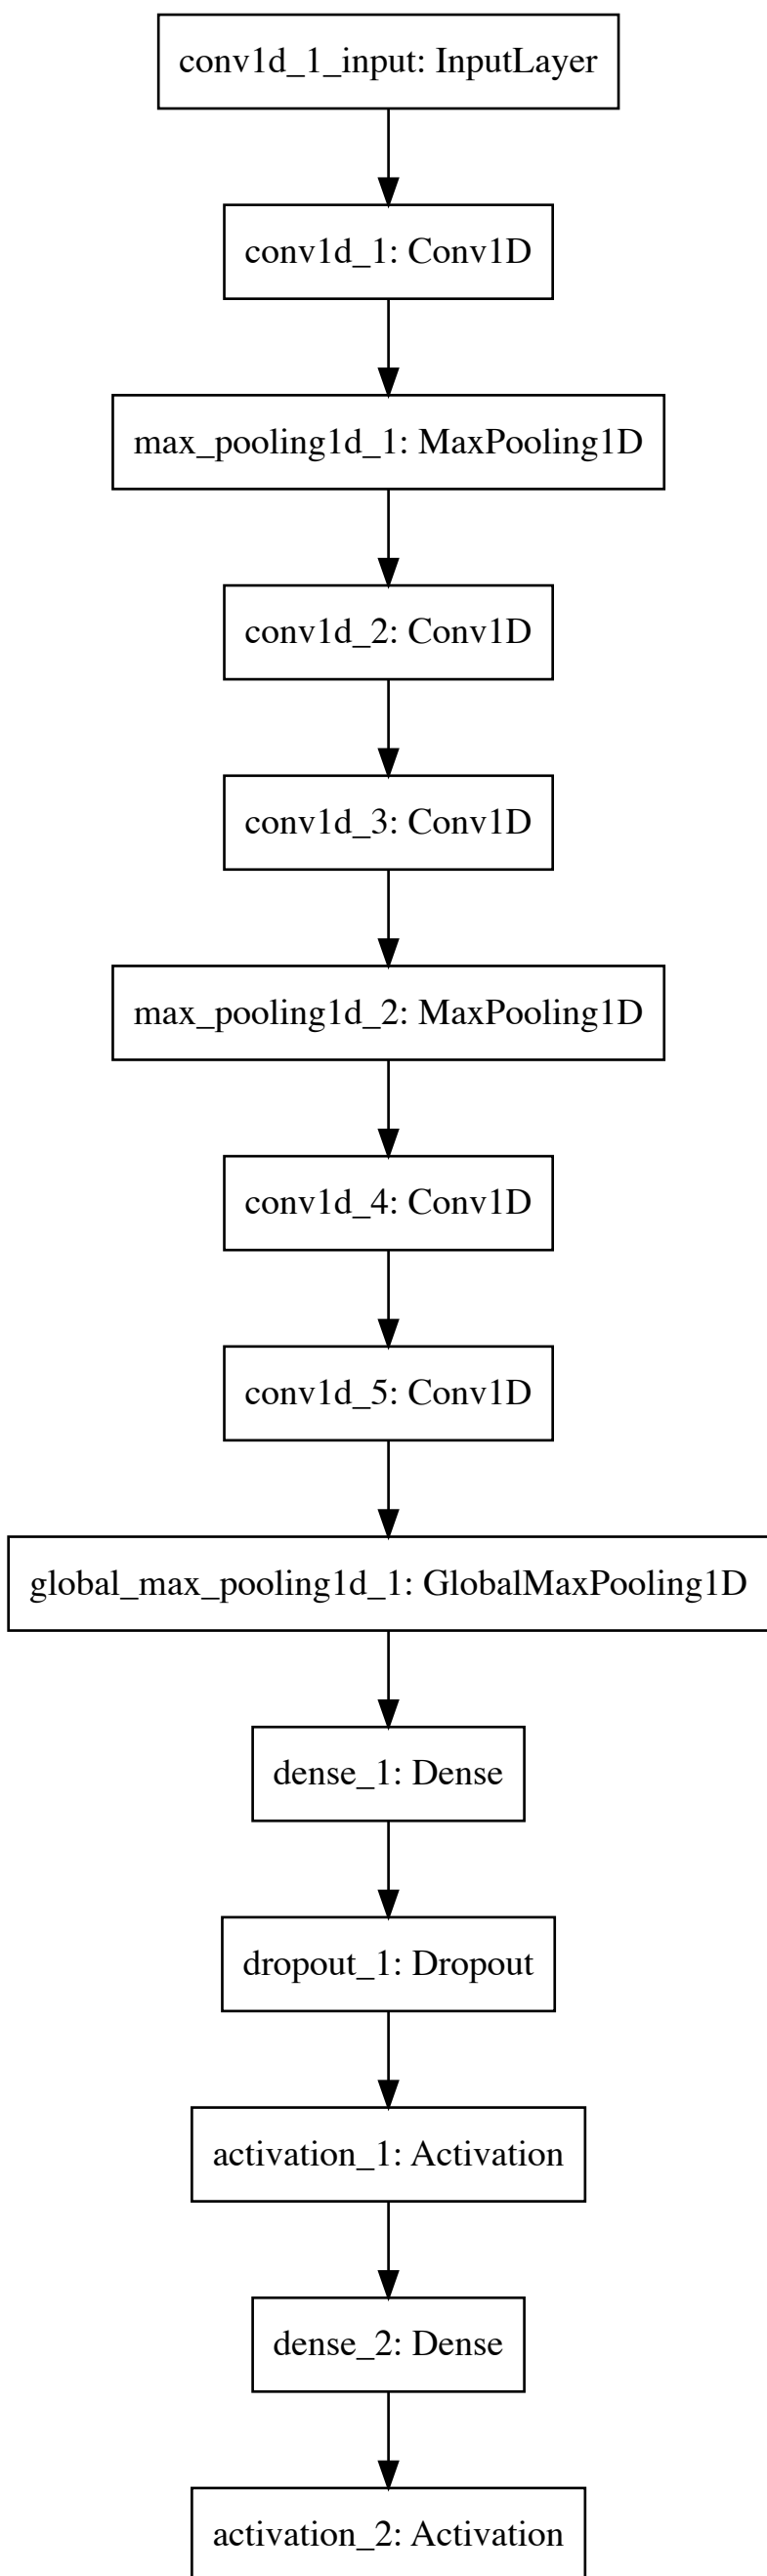 conv1d_1_input: InputLayer
conv1d_1: Conv1D
max_pooling1d_1: MaxPooling1D
conv1d_2: Conv1D
conv1d_3: Conv1D
max_pooling1d_2: MaxPooling1D
conv1d_4: Conv1D
conv1d_5: Conv1D
global_max_pooling1d_1: GlobalMaxPooling1D
dense_1: Dense
dropout_1: Dropout
activation_1: Activation
dense_2: Dense
activation_2: Activation